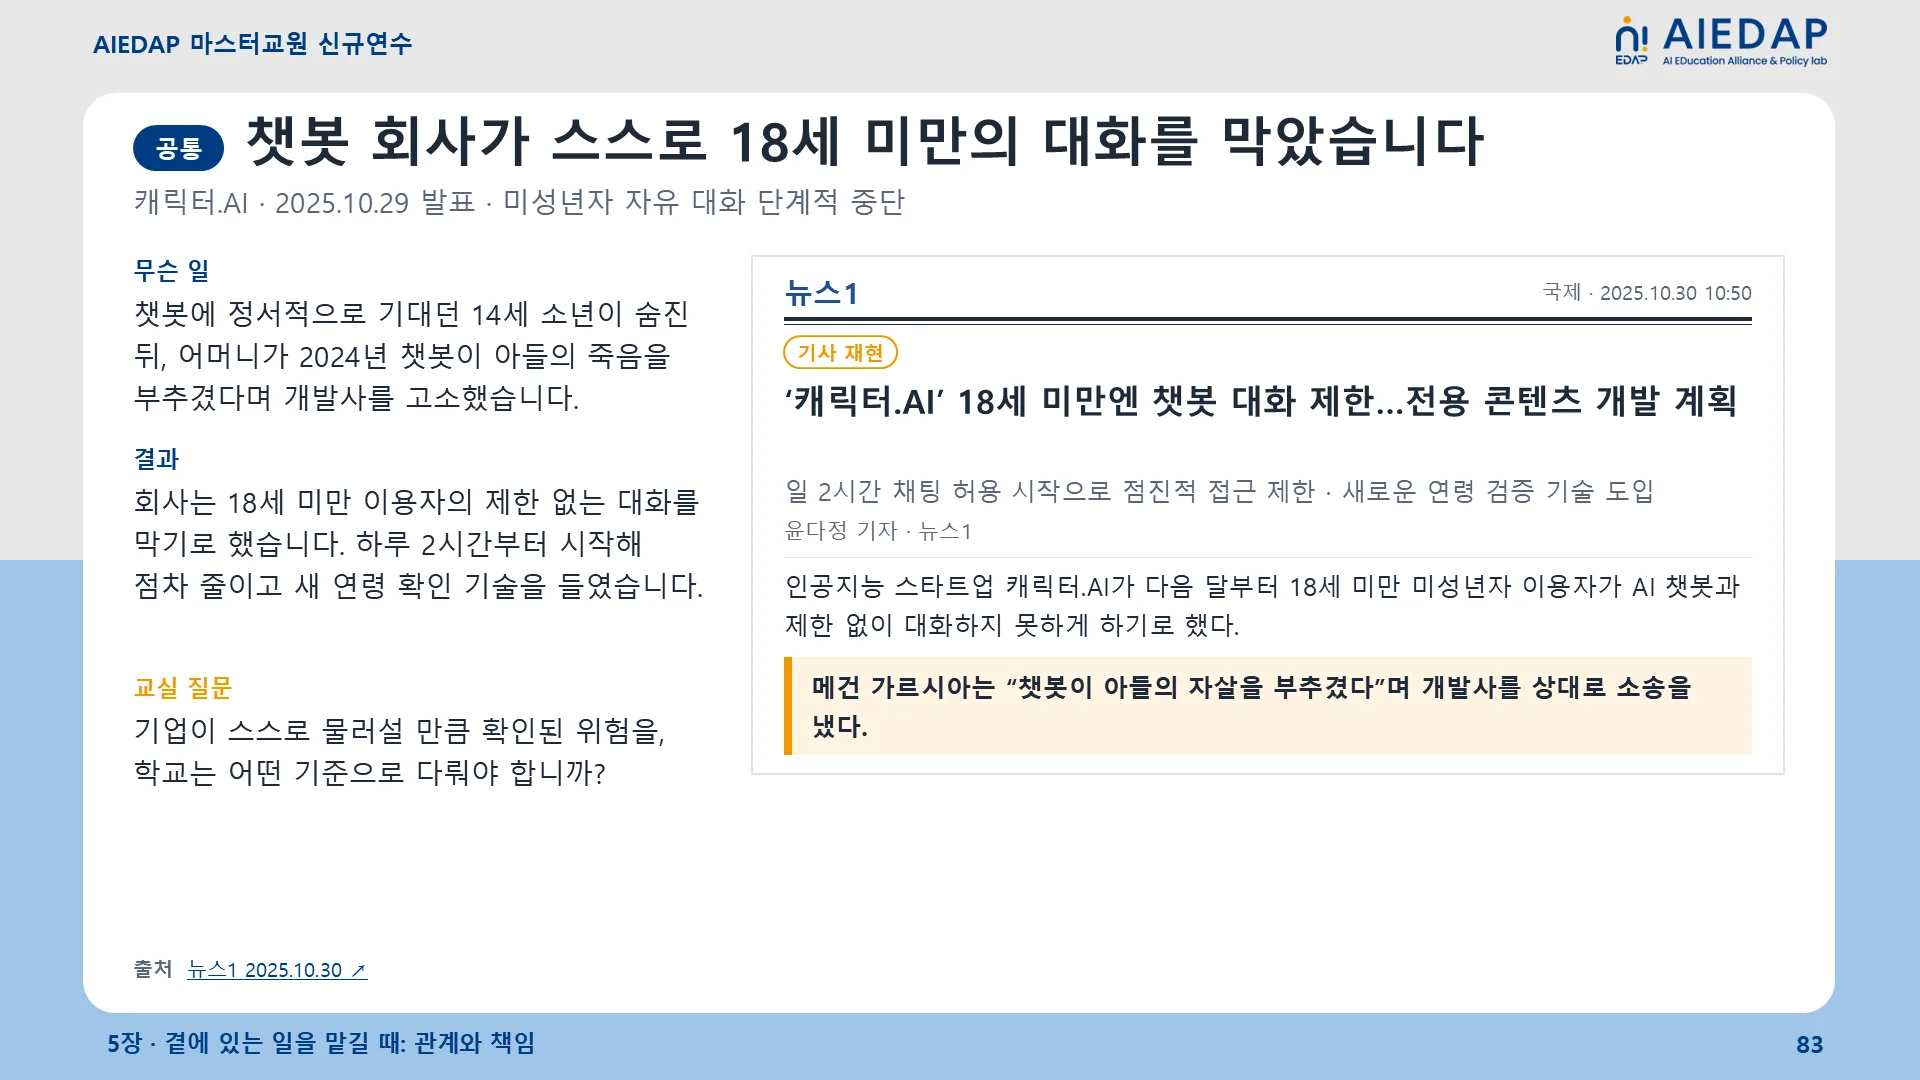 AIEDAP 마스터교원 신규연수
AIEDAP
EDAP
AI EDucation Alliance & Policy lab
공통
챗봇 회사가 스스로 18세 미만의 대화를 막았습니다
캐릭터.AI · 2025.10.29 발표 · 미성년자 자유 대화 단계적 중단
무슨 일
챗봇에 정서적으로 기대던 14세 소년이 숨진
뒤, 어머니가 2024년 챗봇이 아들의 죽음을
부추겼다며 개발사를 고소했습니다.
결과
회사는 18세 미만 이용자의 제한 없는 대화를
막기로 했습니다. 하루 2시간부터 시작해
점차 줄이고 새 연령 확인 기술을 들였습니다.
교실 질문
기업이 스스로 물러설 만큼 확인된 위험을,
학교는 어떤 기준으로 다뤄야 합니까?
뉴스1
국제 · 2025.10.30 10:50
기사 재현
‘캐릭터.AI’ 18세 미만엔 챗봇 대화 제한…전용 콘텐츠 개발 계획
일 2시간 채팅 허용 시작으로 점진적 접근 제한 · 새로운 연령 검증 기술 도입
윤다정 기자 · 뉴스1
인공지능 스타트업 캐릭터.AI가 다음 달부터 18세 미만 미성년자 이용자가 AI 챗봇과
제한 없이 대화하지 못하게 하기로 했다.
메건 가르시아는 “챗봇이 아들의 자살을 부추겼다”며 개발사를 상대로 소송을
냈다.
출처 뉴스1 2025.10.30 ↗
5장 · 곁에 있는 일을 맡길 때: 관계와 책임
83